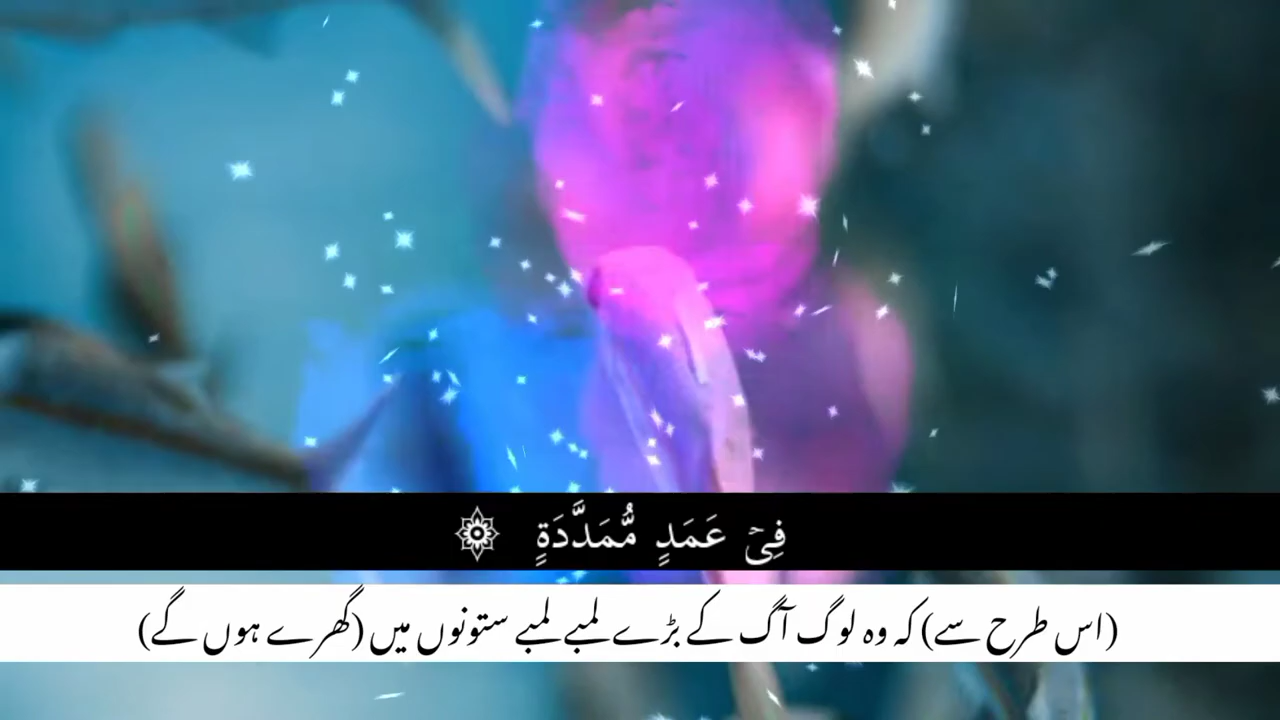 فِىۡ عَمَدٍ مُّمَدَّدَةٍ
(اس طرح سے) کہ وہ لوگ آگ کے بڑے لمبے لمبے ستونوں میں (گھرے ہوں گے)